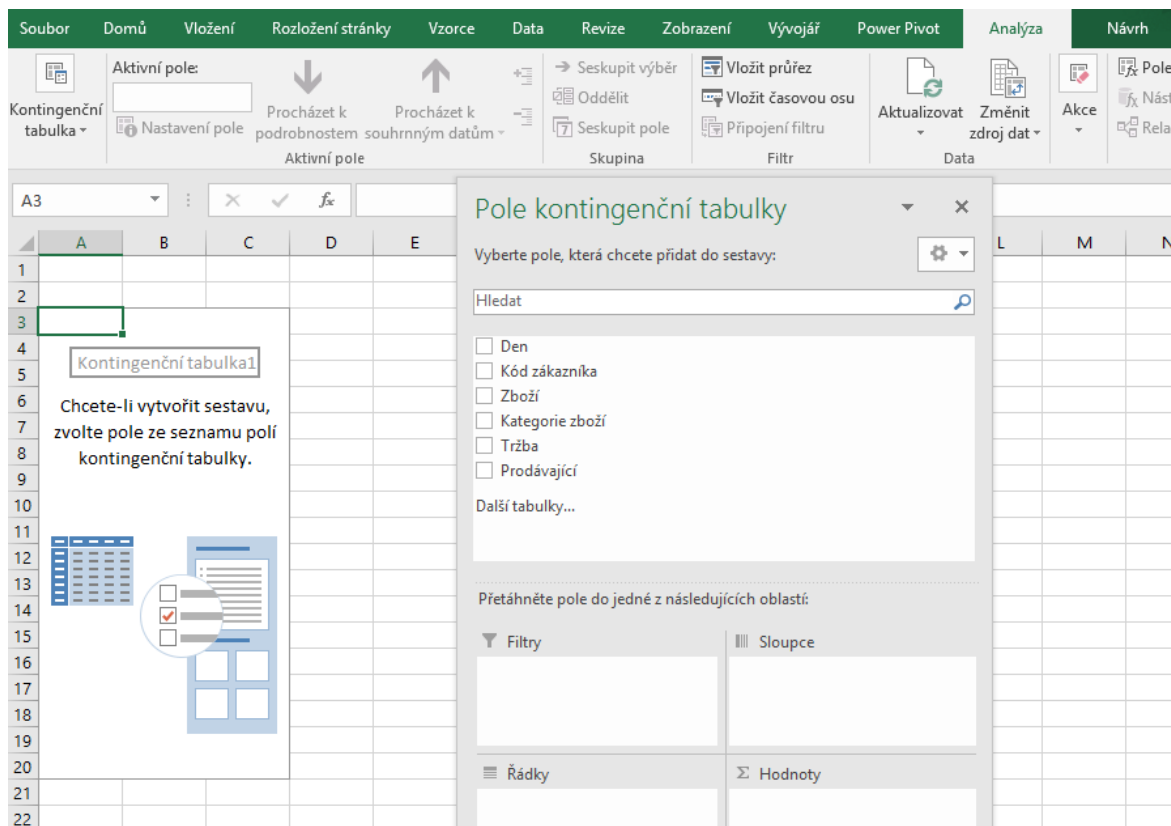 Soubor Domů Vložení Rozložení stránky Vzorce Data Revize Zobrazení Vývojář Power Pivot Analýza Návrh
Kontingenční
tabulka
Aktivní pole:
Nastavení pole
Procházet k
podrobnostem
Procházet k
souhrnným datům
Aktivní pole
Seskupit výběr
Oddělit
Seskupit pole
Skupina
Vložit průřez
Vložit časovou osu
Připojení filtru
Filtr
Aktualizovat
Změnit
zdroj dat
Data
Akce
Pole
Nást
Rela
A3
fx
A B C D E L M N
1
2
3
4
5
6
7
8
9
10
11
12
13
14
15
16
17
18
19
20
21
22
Kontingenční tabulka1
Chcete-li vytvořit sestavu,
zvolte pole ze seznamu polí
kontingenční tabulky.
Pole kontingenční tabulky
Vyberte pole, která chcete přidat do sestavy:
Hledat
Den
Kód zákazníka
Zboží
Kategorie zboží
Tržba
Prodávající
Další tabulky...
Přetáhněte pole do jedné z následujících oblastí:
Filtry
Sloupce
Řádky
Σ Hodnoty